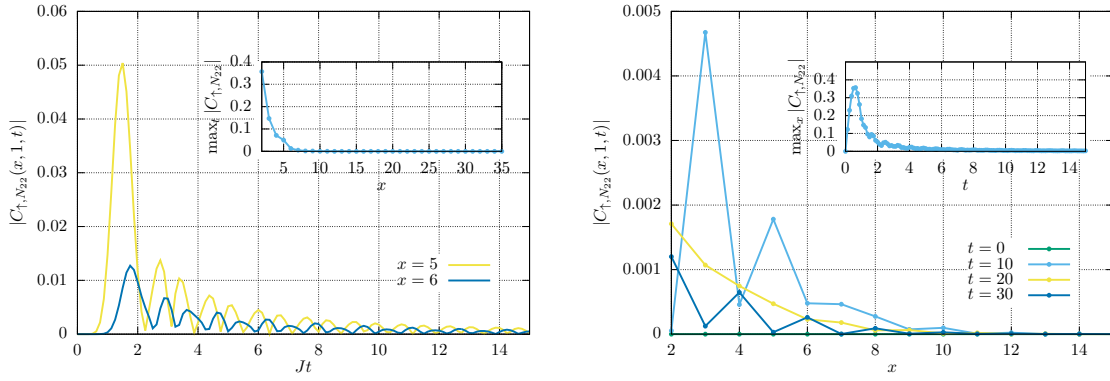 0.06
0.05
0.04
0.03
0.02
0.01
0
0 2 4 6 8 10 12 14
|C↑,N₂₂(x, 1, t)|
Jt
x = 5
x = 6
0.4
0.3
0.2
0.1
0
5 10 15 20 25 30 35
maxₜ |C↑,N₂₂|
x
0.005
0.004
0.003
0.002
0.001
0
2 4 6 8 10 12 14
|C↑,N₂₂(x, 1, t)|
x
t = 0
t = 10
t = 20
t = 30
0.4
0.3
0.2
0.1
0
0 2 4 6 8 10 12 14
maxₓ |C↑,N₂₂|
t